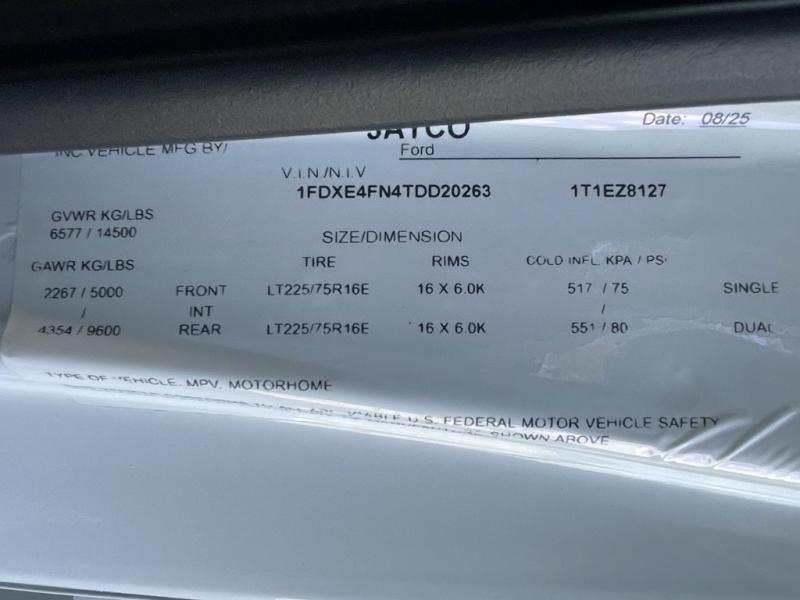 JAYCO
Date: 08/25
INC VEHICLE MFG BY/ Ford
V.I.N./N.I.V
1FDXE4FN4TDD20263 1T1EZ8127
GVWR KG/LBS
6577 / 14500
SIZE/DIMENSION
GAWR KG/LBS TIRE RIMS COLD INFL. KPA / PSI
2267 / 5000 FRONT LT225/75R16E 16 X 6.0K 517 / 75 SINGLE
/ INT /
4354 / 9600 REAR LT225/75R16E 16 X 6.0K 551 / 80 DUAL
TYPE OF VEHICLE. MPV. MOTORHOME
U.S. FEDERAL MOTOR VEHICLE SAFETY
SHOWN ABOVE